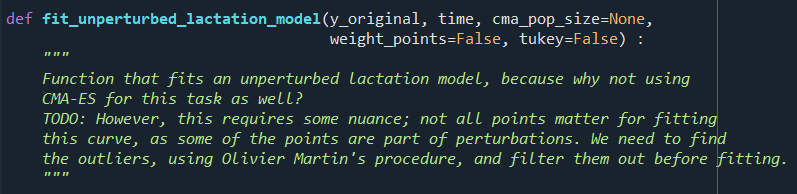 def fit_unperturbed_lactation_model(y_original, time, cma_pop_size=None,
weight_points=False, tukey=False) :
"""
Function that fits an unperturbed lactation model, because why not using
CMA-ES for this task as well?
TODO: However, this requires some nuance; not all points matter for fitting
this curve, as some of the points are part of perturbations. We need to find
the outliers, using Olivier Martin's procedure, and filter them out before fitting.
"""